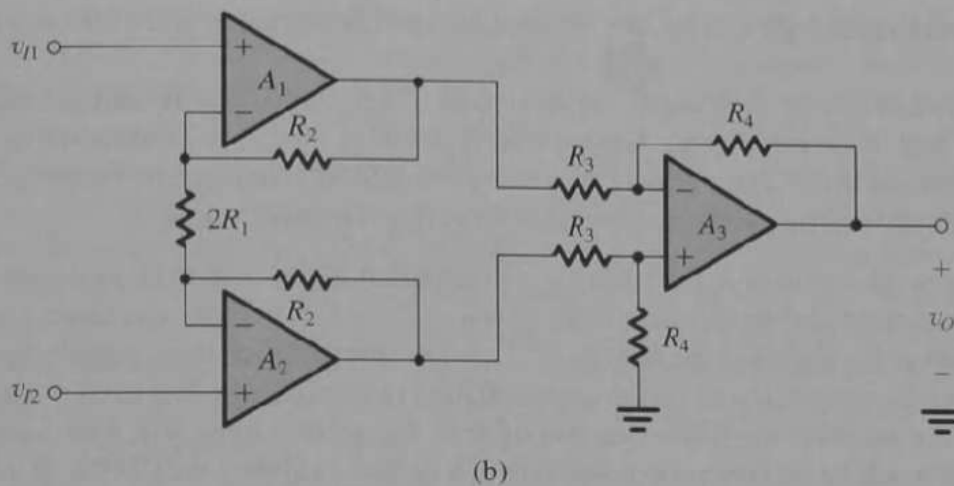 v_I1
+
A_1
−
R_2
R_4
R_3
2R_1
−
A_3
R_3
+
+
R_2
−
A_2
R_4
v_O
v_I2
+
−
(b)